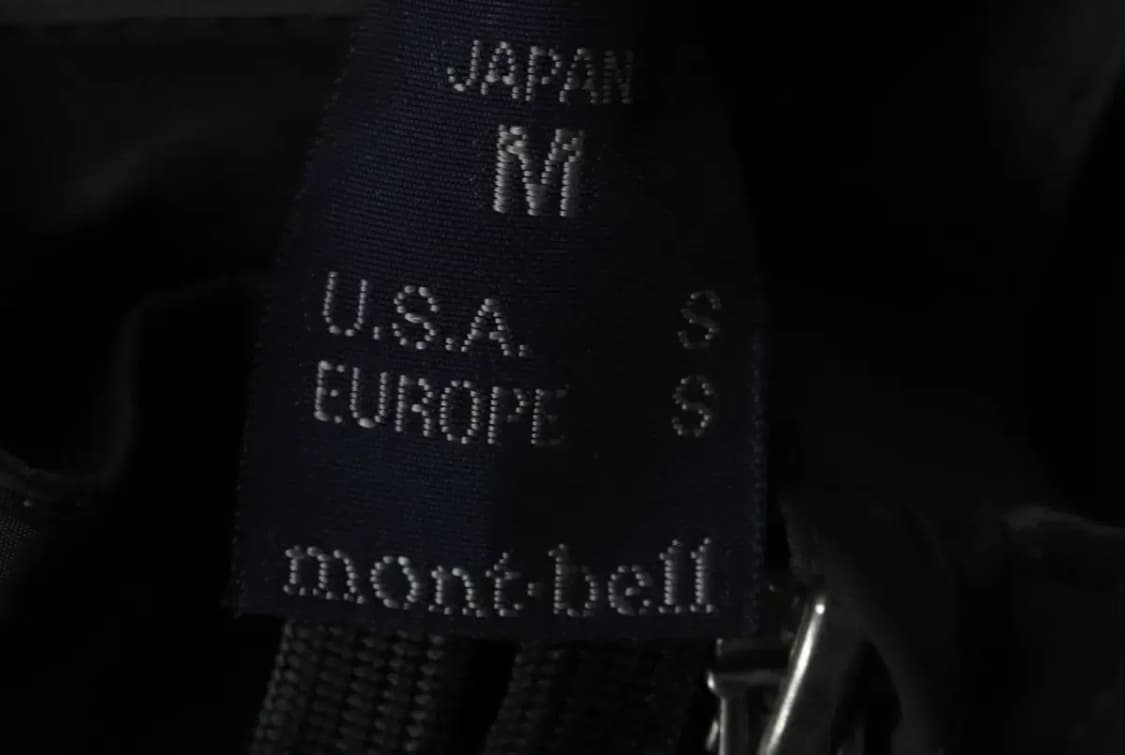 JAPAN
M
U.S.A. S
EUROPE S
mont-bell